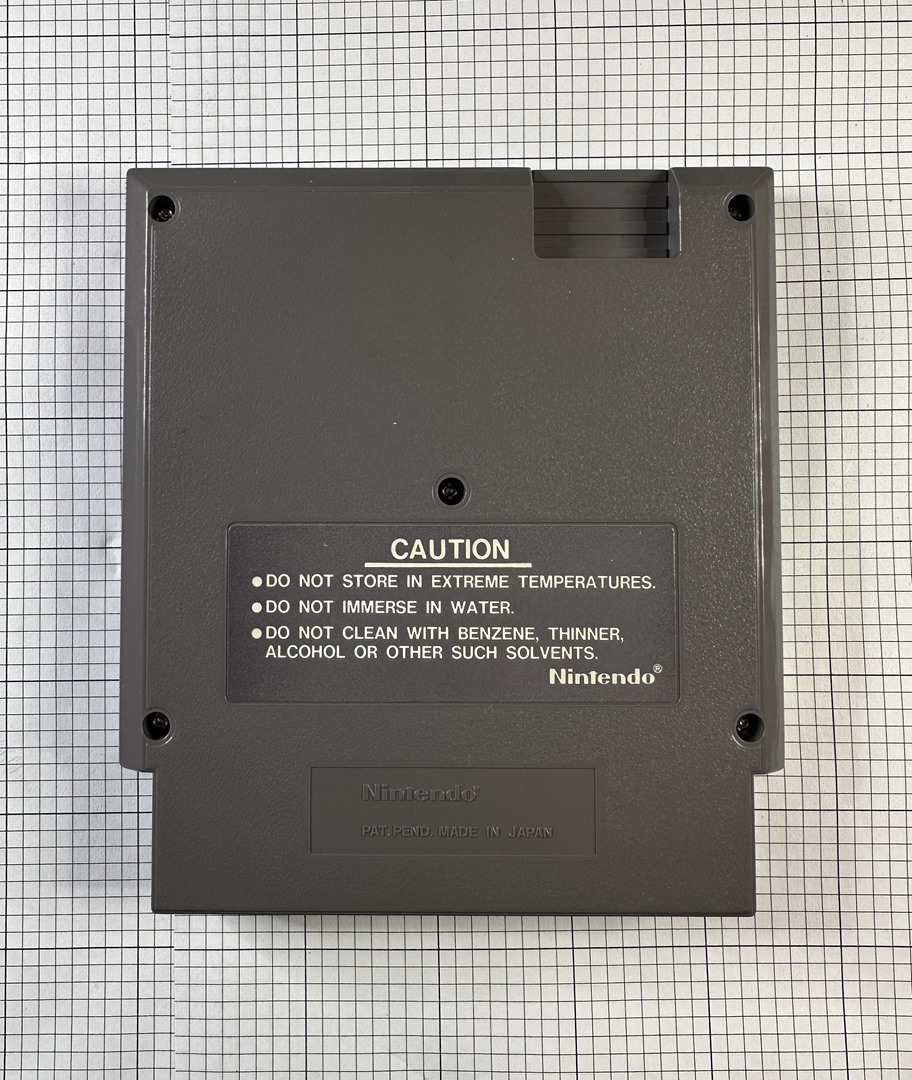 CAUTION
●DO NOT STORE IN EXTREME TEMPERATURES.
●DO NOT IMMERSE IN WATER.
●DO NOT CLEAN WITH BENZENE, THINNER,
ALCOHOL OR OTHER SUCH SOLVENTS.
Nintendo®
Nintendo®
PAT. PEND. MADE IN JAPAN